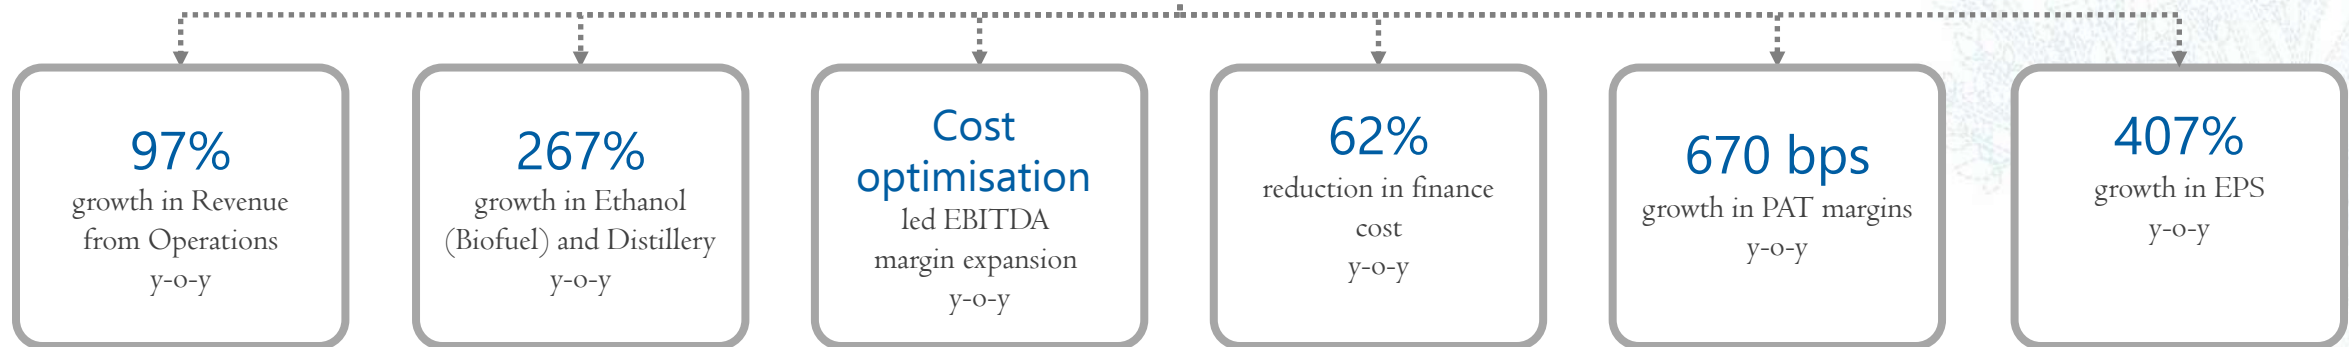 97%
growth in Revenue
from Operations
y-o-y
267%
growth in Ethanol
(Biofuel) and Distillery
y-o-y
Cost
optimisation
led EBITDA
margin expansion
y-o-y
62%
reduction in finance
cost
y-o-y
670 bps
growth in PAT margins
y-o-y
407%
growth in EPS
y-o-y